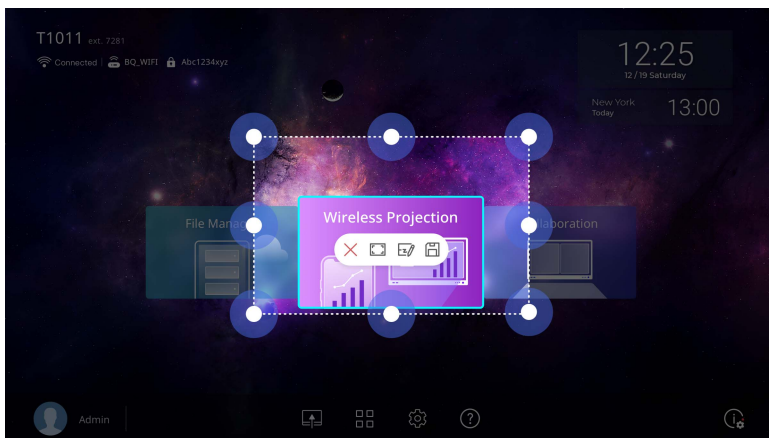 T1011 ext. 7281
Connected BQ_WIFI Abc1234xyz
12:25
12 / 19 Saturday
New York
Today
13:00
File Mana
Wireless Projection
aboration
Admin